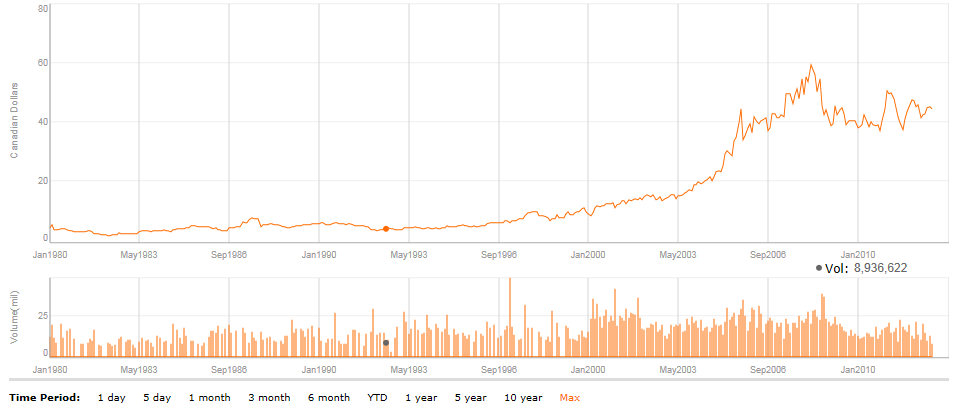 80
60
40
20
0
Canadian Dollars
Jan1980 May1983 Sep1986 Jan1990 May1993 Sep1996 Jan2000 May2003 Sep2006 Jan2010
Vol: 8,936,622
25
0
Volume(mil)
Jan1980 May1983 Sep1986 Jan1990 May1993 Sep1996 Jan2000 May2003 Sep2006 Jan2010
Time Period: 1 day 5 day 1 month 3 month 6 month YTD 1 year 5 year 10 year Max